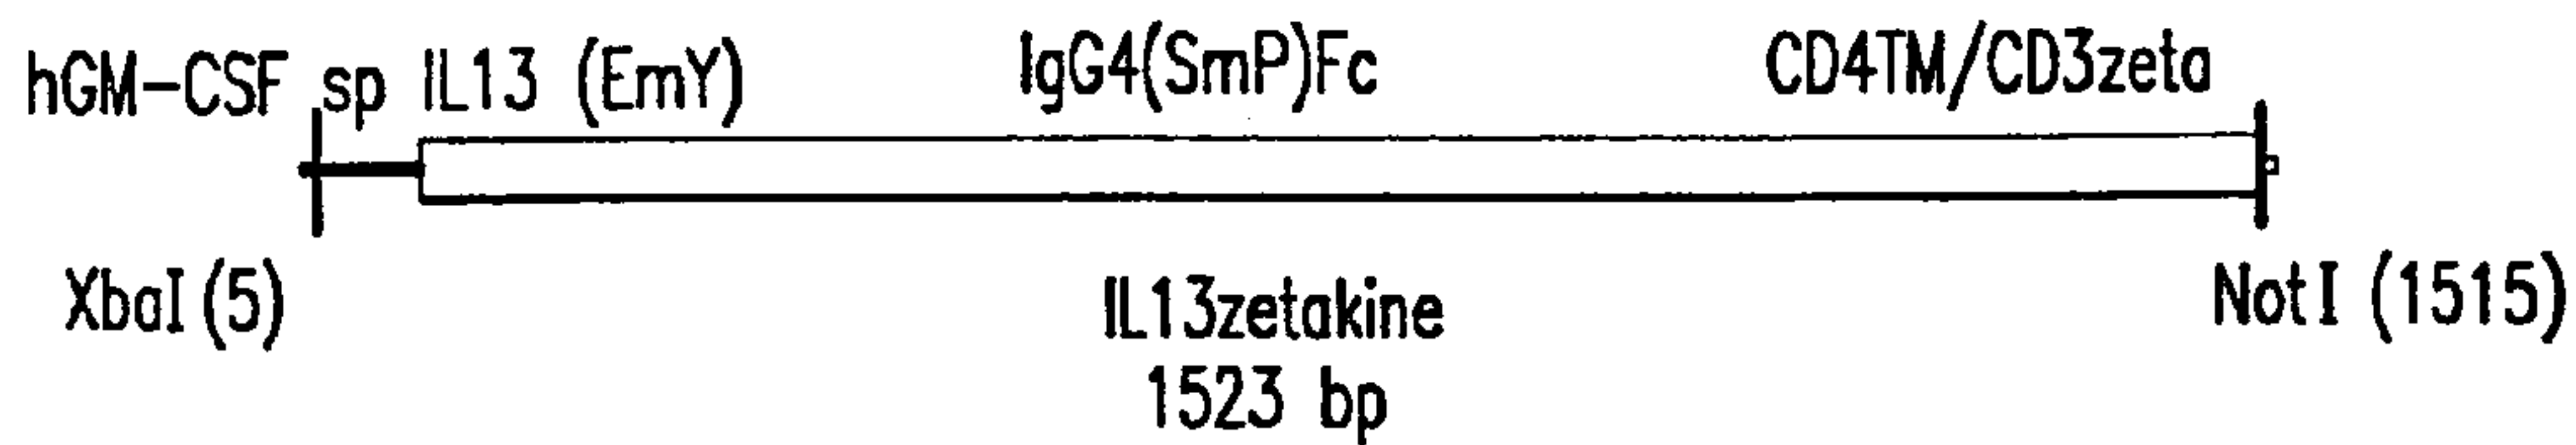 hGM-CSF sp IL13 (EmY) IgG4(SmP)Fc CD4TM/CD3zeta
XbaI (5) IL13zetakine NotI (1515)
1523 bp